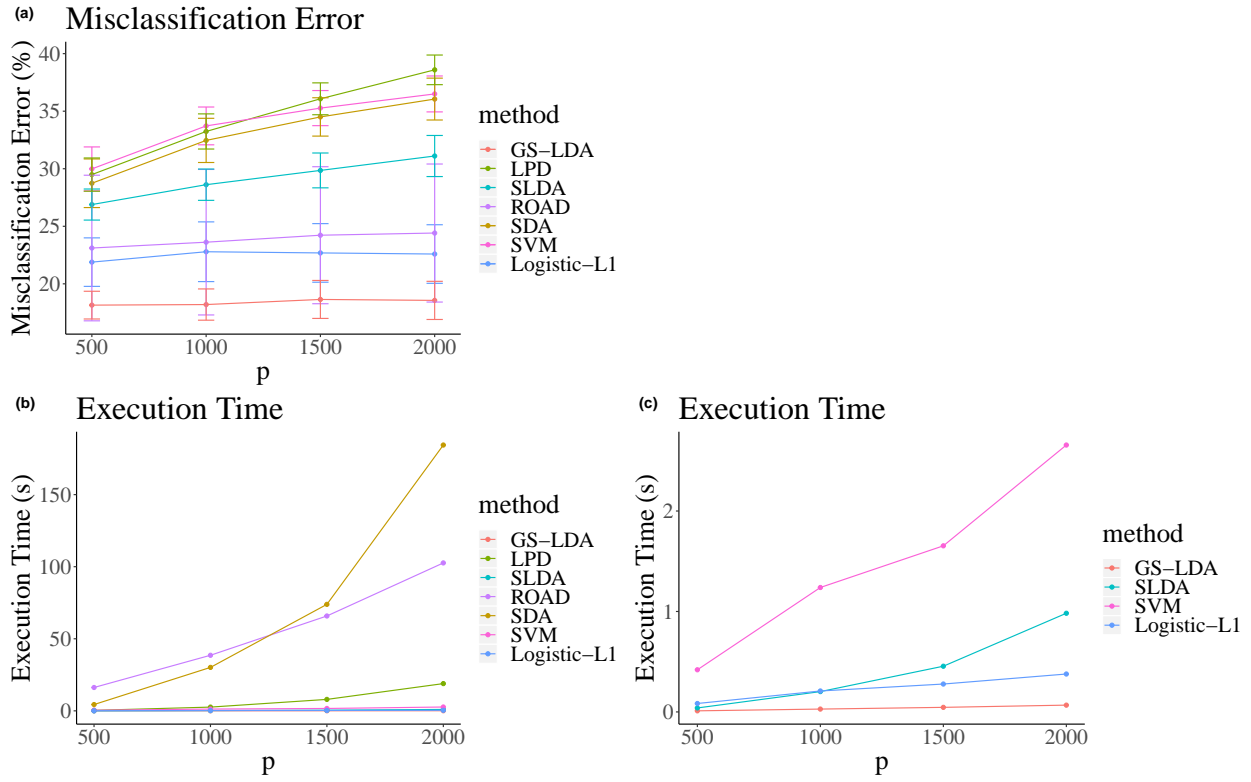 (a) Misclassification Error
Misclassification Error (%)
40
35
30
25
20
500 1000 1500 2000
p
method
GS−LDA
LPD
SLDA
ROAD
SDA
SVM
Logistic−L1
(b) Execution Time
Execution Time (s)
150
100
50
0
500 1000 1500 2000
p
method
GS−LDA
LPD
SLDA
ROAD
SDA
SVM
Logistic−L1
(c) Execution Time
Execution Time (s)
2
1
0
500 1000 1500 2000
p
method
GS−LDA
SLDA
SVM
Logistic−L1